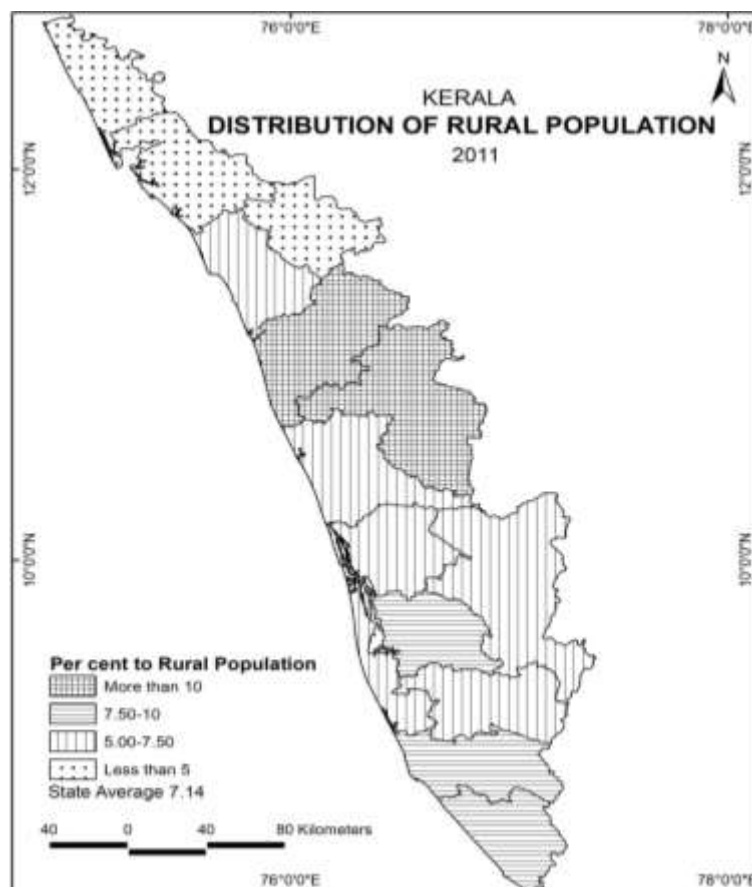 76°0'0"E
78°0'0"E
N
KERALA
DISTRIBUTION OF RURAL POPULATION
2011
12°0'0"N
12°0'0"N
10°0'0"N
10°0'0"N
Per cent to Rural Population
More than 10
7.50-10
5.00-7.50
Less than 5
State Average 7.14
40 0 40 80 Kilometers
76°0'0"E
78°0'0"E